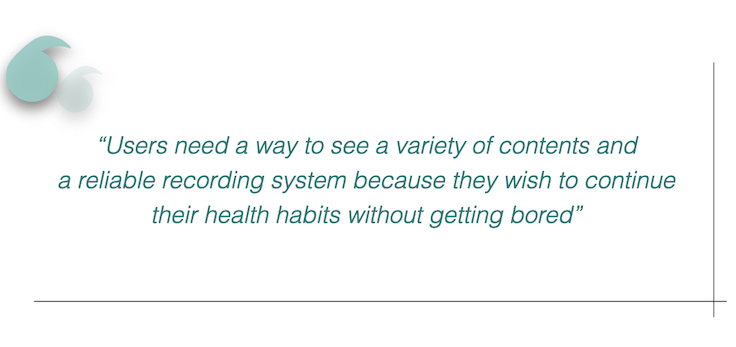 “Users need a way to see a variety of contents and
a reliable recording system because they wish to continue
their health habits without getting bored”